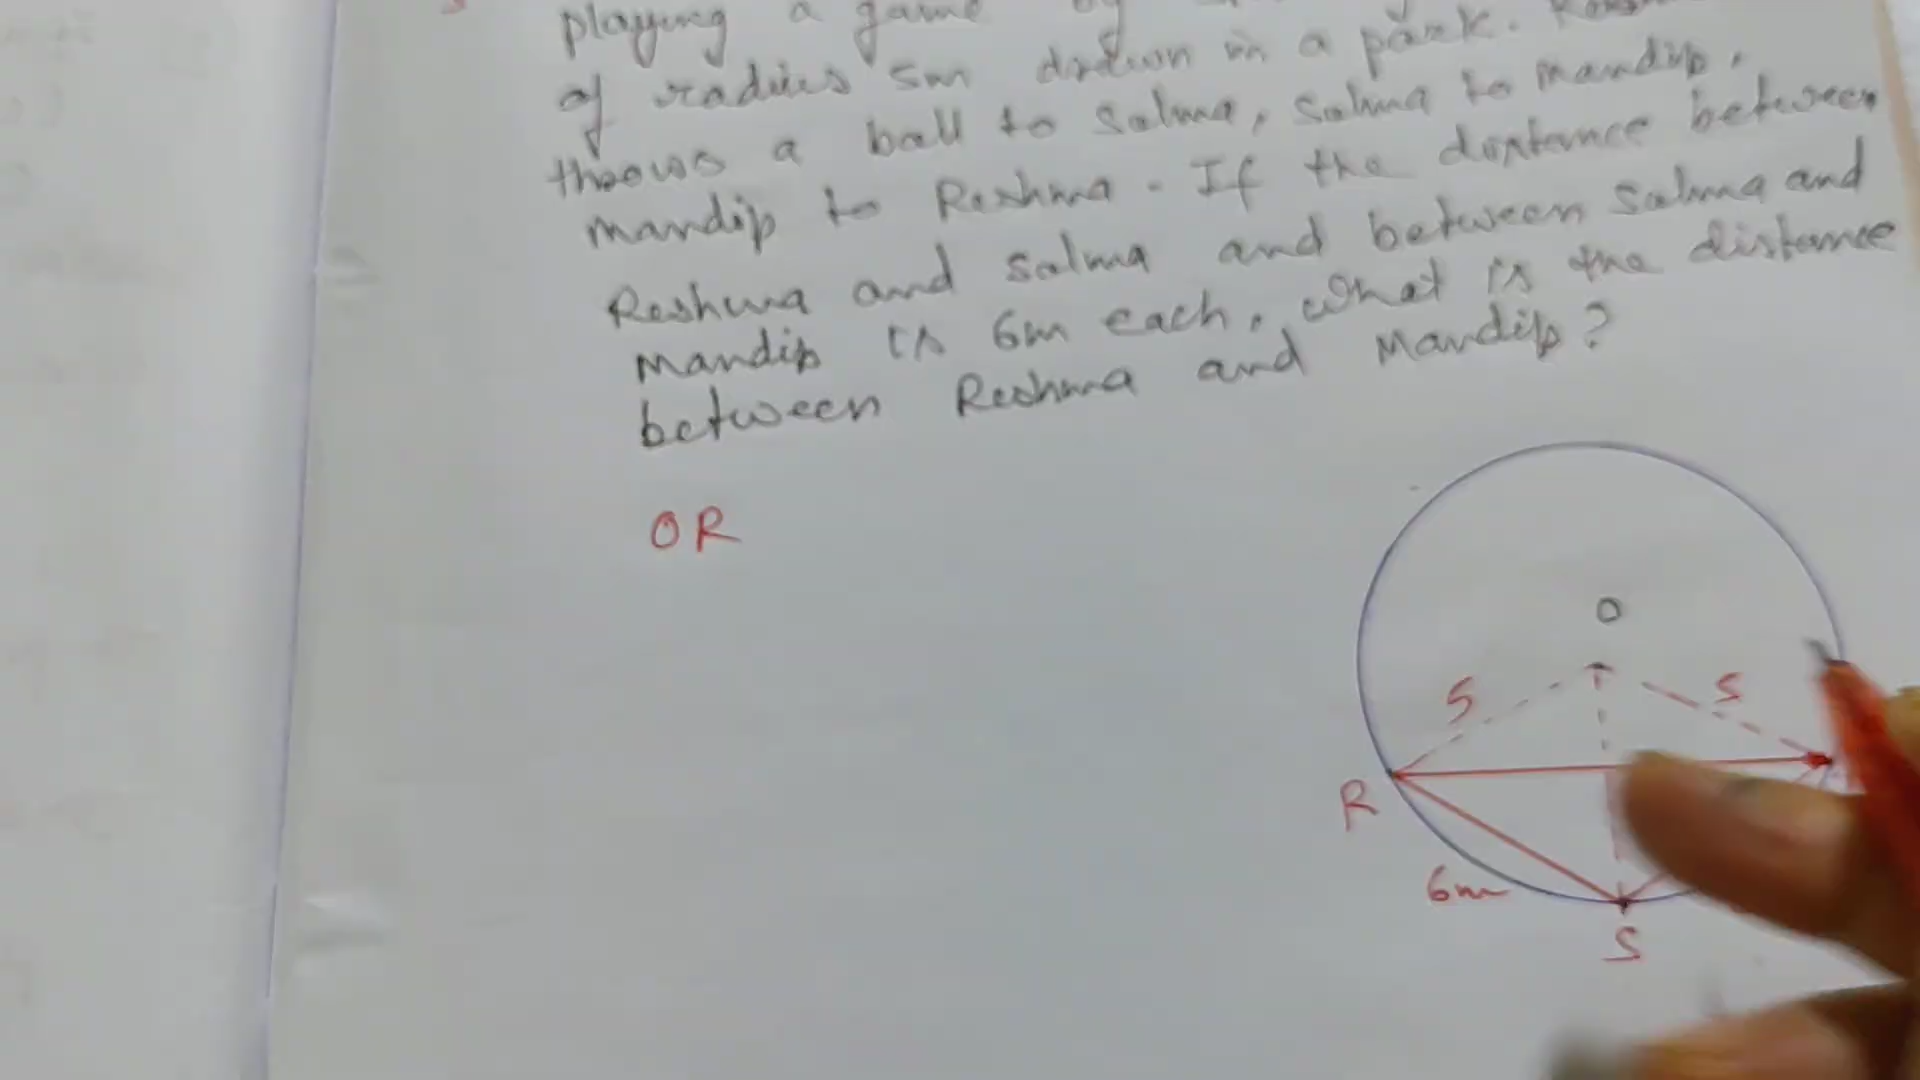 playing a game by
of radius 5m drawn in a park.
throws a ball to Salma, Salma to Mandip,
Mandip to Reshma. If the distance between
Reshma and Salma and between Salma and
Mandip is 6m each, what is the distance
between Reshma and Mandip?
OR
O
5
5
R
6m
S